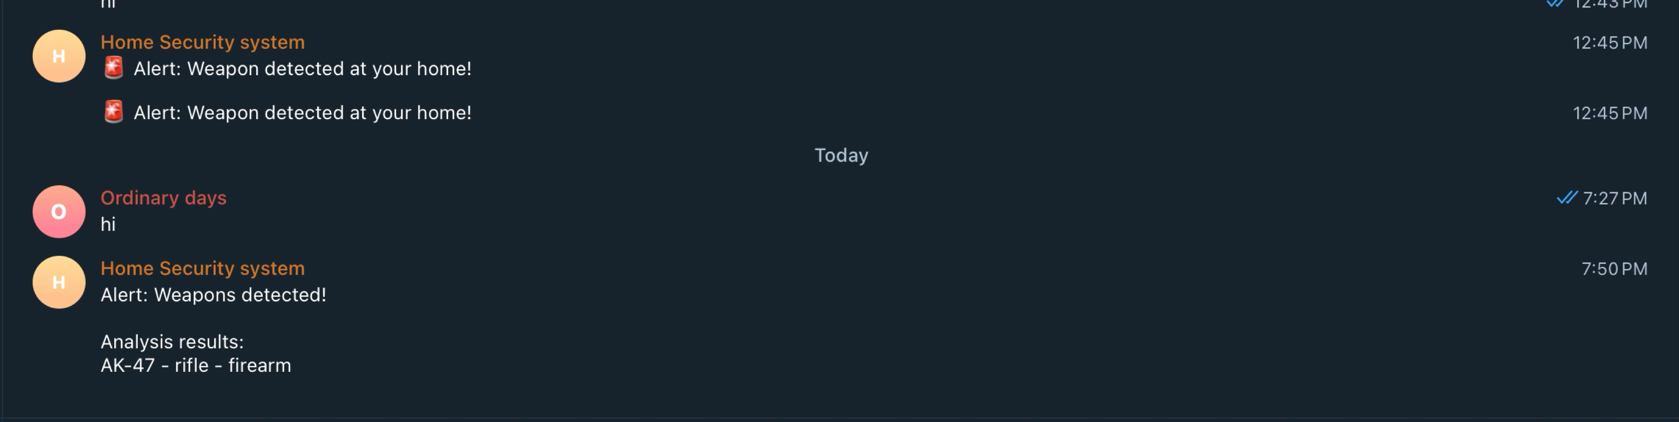 hi
12:43 PM
H
Home Security system
12:45 PM
🚨 Alert: Weapon detected at your home!
🚨 Alert: Weapon detected at your home!
12:45 PM
Today
O
Ordinary days
7:27 PM
hi
H
Home Security system
7:50 PM
Alert: Weapons detected!
Analysis results:
AK-47 - rifle - firearm